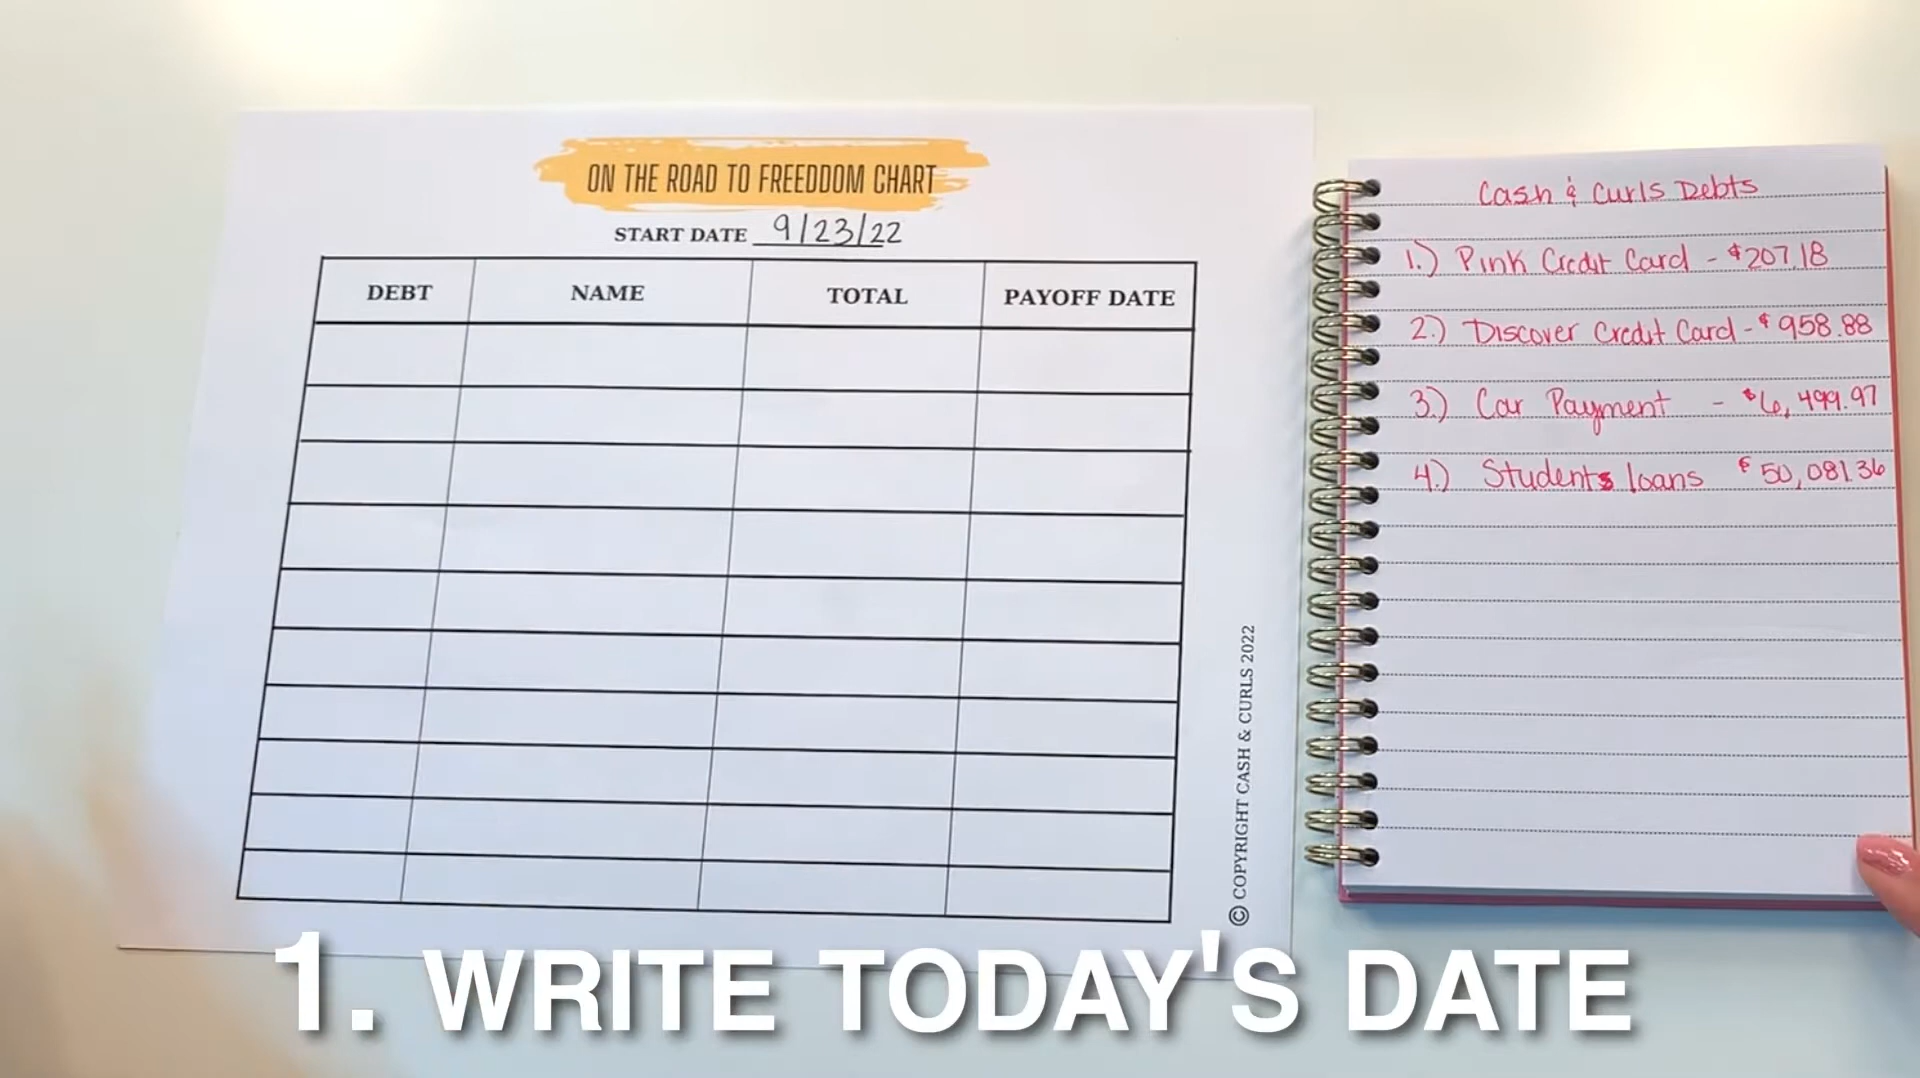 ON THE ROAD TO FREEDDOM CHART
START DATE 9/23/22
DEBT NAME TOTAL PAYOFF DATE
© COPYRIGHT CASH & CURLS 2022
Cash & Curls Debts
1.) Pink Credit Card - $207.18
2.) Discover Credit Card - $958.88
3.) Car Payment - $6,499.97
4.) Students loans $50,081.36
1. WRITE TODAY'S DATE